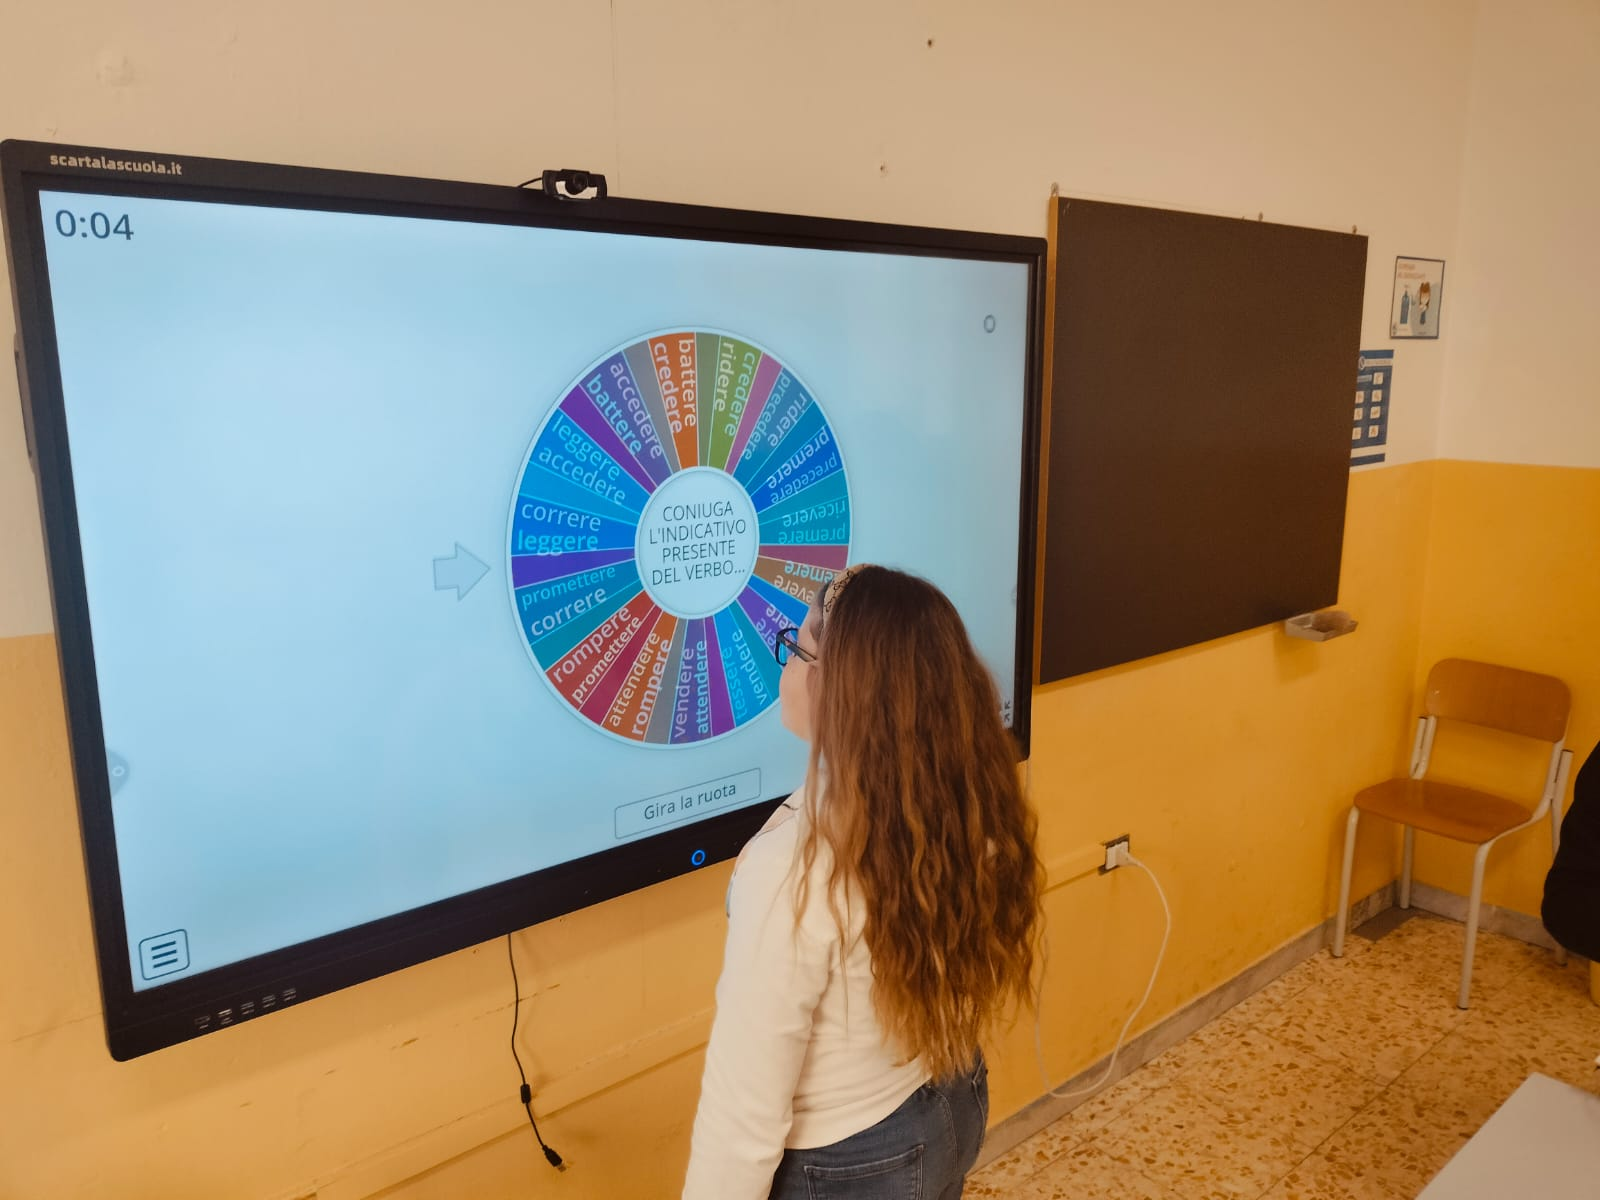 scartalascuola.it
0:04
battere
credere
accedere
battere
leggere
accedere
correre
leggere
promettere
correre
rompere
promettere
attendere
rompere
vendere
attendere
tessere
vendere
ridere
credere
precedere
ridere
premere
precedere
ricevere
premere
CONIUGA
L'INDICATIVO
PRESENTE
DEL VERBO...
Gira la ruota